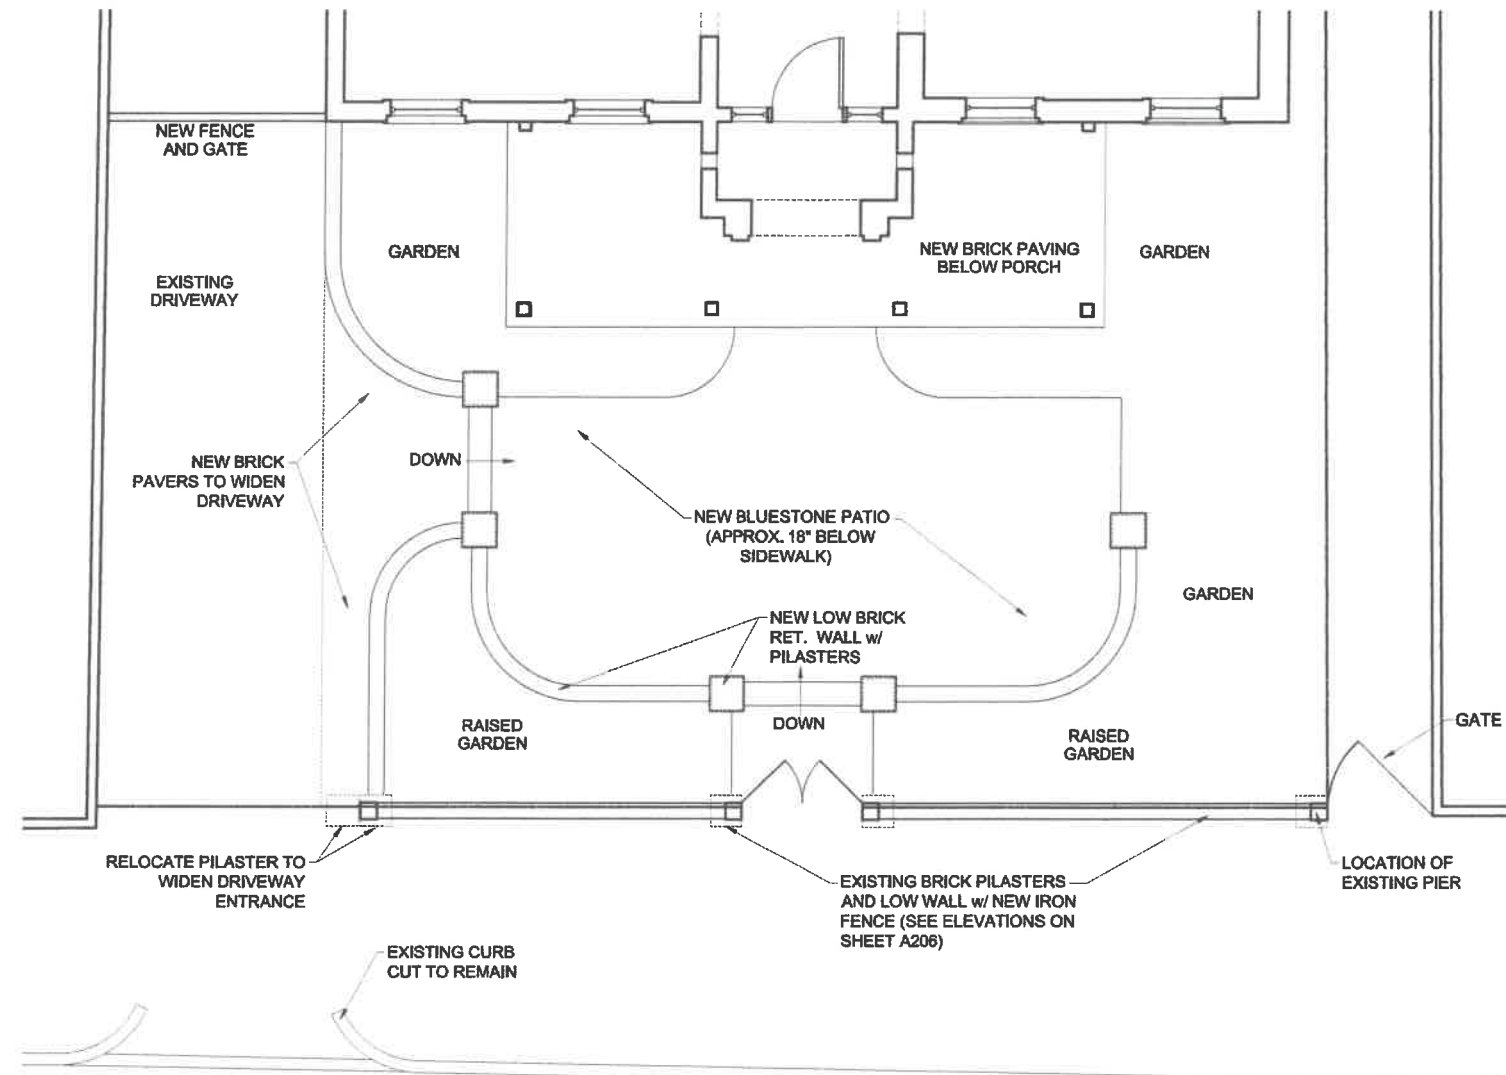 NEW FENCE
AND GATE
GARDEN
NEW BRICK PAVING
BELOW PORCH
GARDEN
EXISTING
DRIVEWAY
NEW BRICK
PAVERS TO WIDEN
DRIVEWAY
DOWN
NEW BLUESTONE PATIO
(APPROX. 18" BELOW
SIDEWALK)
GARDEN
NEW LOW BRICK
RET. WALL w/
PILASTERS
RAISED
GARDEN
DOWN
RAISED
GARDEN
GATE
RELOCATE PILASTER TO
WIDEN DRIVEWAY
ENTRANCE
EXISTING BRICK PILASTERS
AND LOW WALL w/ NEW IRON
FENCE (SEE ELEVATIONS ON
SHEET A206)
LOCATION OF
EXISTING PIER
EXISTING CURB
CUT TO REMAIN